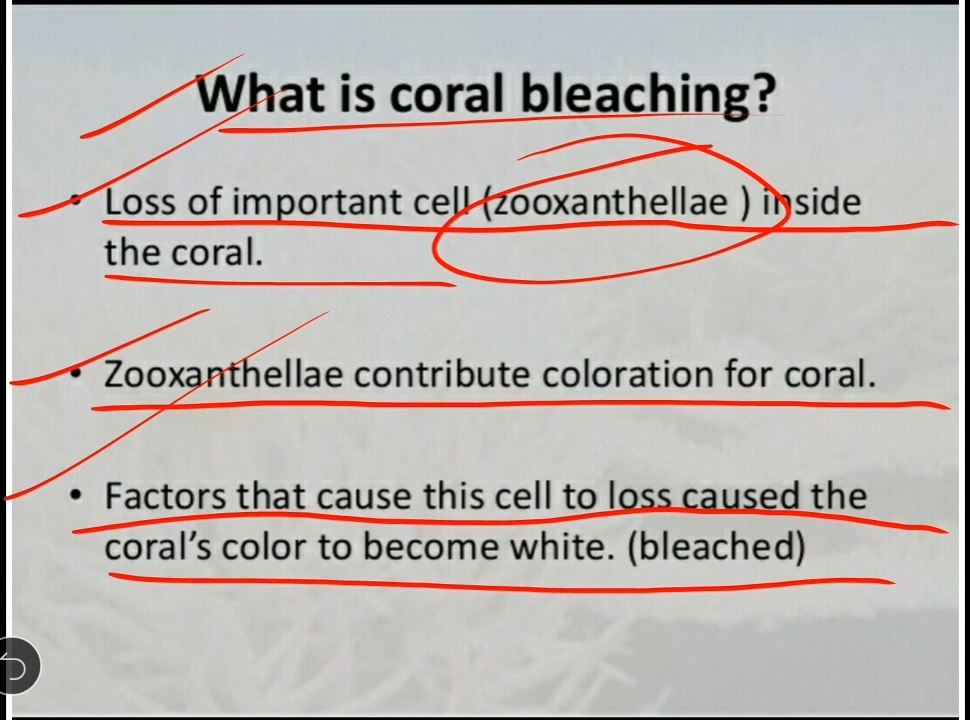 What is coral bleaching?
• Loss of important cell (zooxanthellae ) inside
the coral.
• Zooxanthellae contribute coloration for coral.
• Factors that cause this cell to loss caused the
coral's color to become white. (bleached)